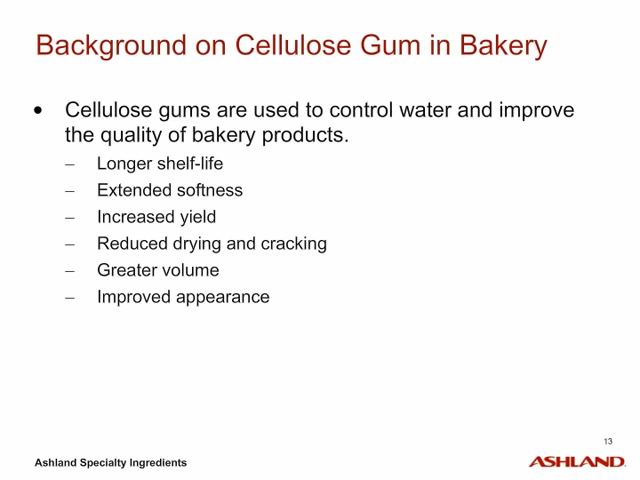 Background on Cellulose Gum in Bakery
• Cellulose gums are used to control water and improve
the quality of bakery products.
– Longer shelf-life
– Extended softness
– Increased yield
– Reduced drying and cracking
– Greater volume
– Improved appearance
13
Ashland Specialty Ingredients
ASHLAND.